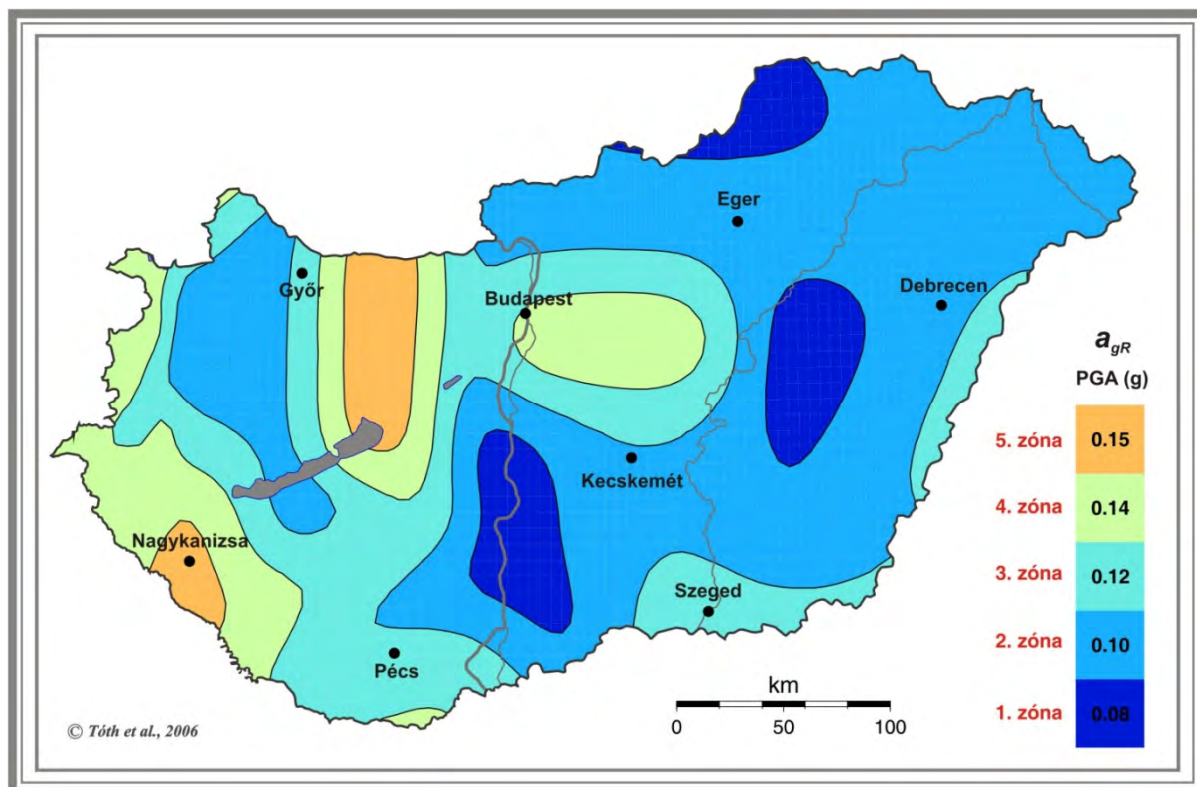 Eger
Debrecen
Győr
Budapest
a_gR
PGA (g)
5. zóna 0.15
4. zóna 0.14
3. zóna 0.12
2. zóna 0.10
1. zóna 0.08
Kecskemét
Nagykanizsa
Szeged
Pécs
km
0 50 100
© Tóth et al., 2006